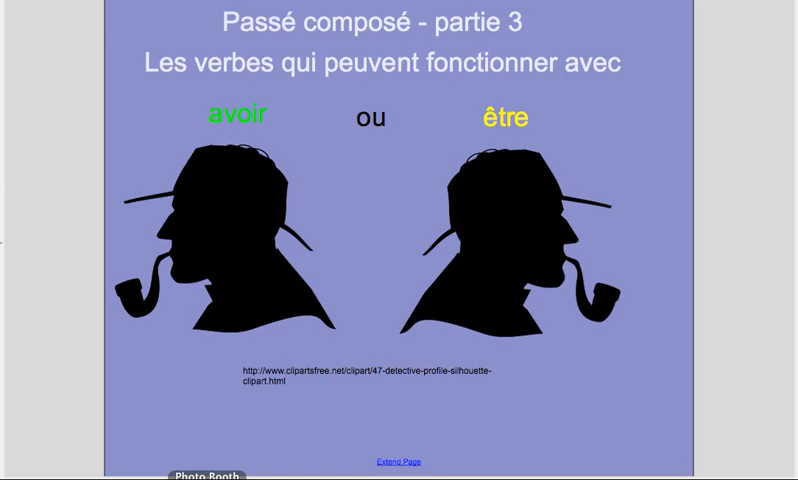 Passé composé - partie 3
Les verbes qui peuvent fonctionner avec
avoir ou être
http://www.clipartsfree.net/clipart/47-detective-profile-silhouette-
clipart.html
Extend Page
Photo Booth